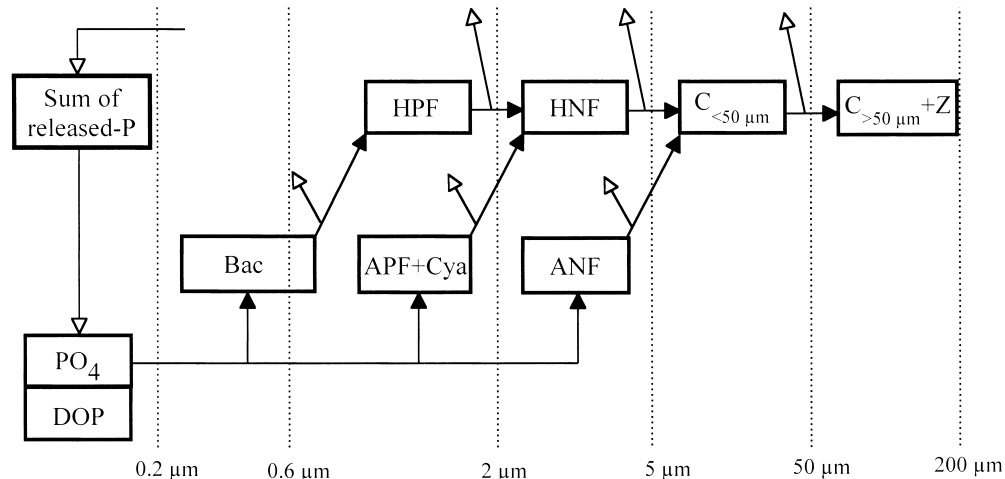 Sum of
released-P
HPF
HNF
C<50 µm
C>50 µm+Z
Bac
APF+Cya
ANF
PO4
DOP
0.2 µm
0.6 µm
2 µm
5 µm
50 µm
200 µm